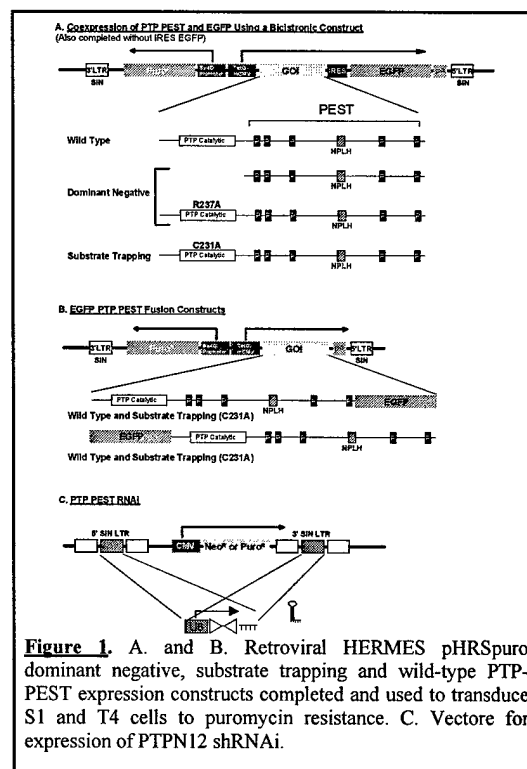 A. Coexpression of PTP PEST and EGFP Using a Bicistronic Construct
(Also completed without IRES EGFP)
3'LTR
GOI
IRES
EGFP
5'LTR
SIN
SIN
PEST
Wild Type
PTP Catalytic
NPLH
Dominant Negative
NPLH
R237A
PTP Catalytic
NPLH
C231A
Substrate Trapping
PTP Catalytic
NPLH
B. EGFP PTP PEST Fusion Constructs
3'LTR
GOI
5'LTR
SIN
SIN
PTP Catalytic
EGFP
NPLH
Wild Type and Substrate Trapping (C231A)
EGFP
PTP Catalytic
NPLH
Wild Type and Substrate Trapping (C231A)
C. PTP PEST RNAi
5' SIN LTR
3' SIN LTR
CMV
Neoᴿ or Puroᴿ
U6
TTTT
Figure 1. A. and B. Retroviral HERMES pHRSpuro
dominant negative, substrate trapping and wild-type PTP-
PEST expression constructs completed and used to transduce
S1 and T4 cells to puromycin resistance. C. Vectore for
expression of PTPN12 shRNAi.